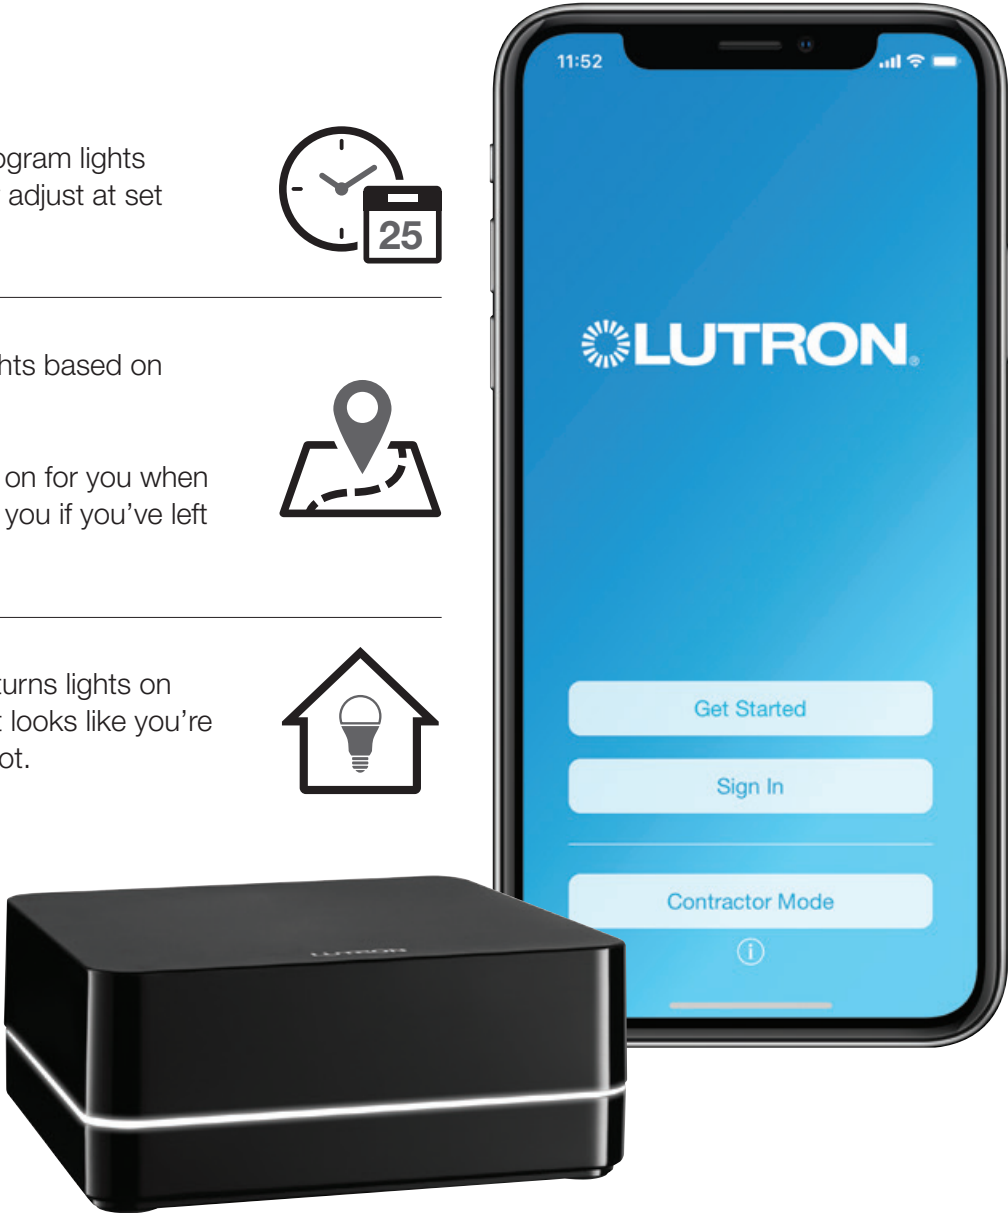 ogram lights
adjust at set
25
hts based on
on for you when
you if you’ve left
turns lights on
looks like you’re
ot.
11:52
LUTRON®
Get Started
Sign In
Contractor Mode
i
LUTRON